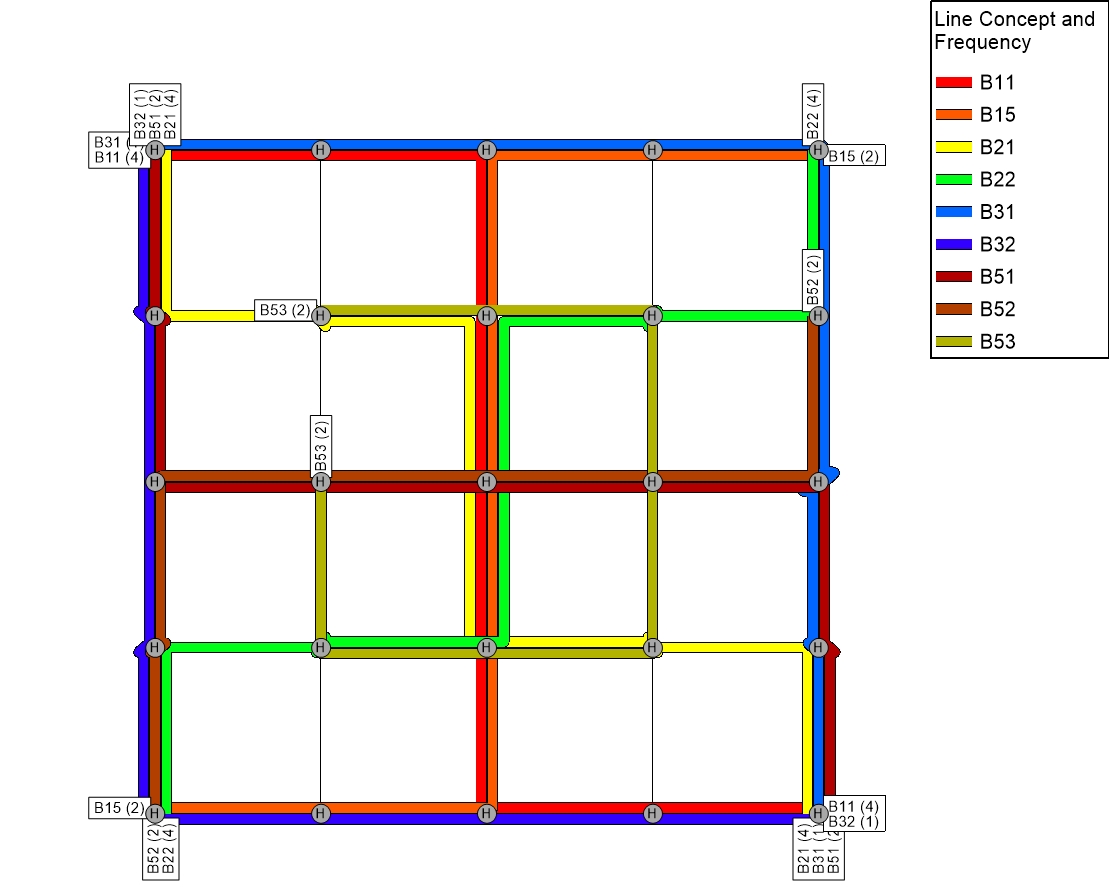 Line Concept and
Frequency
B11
B15
B21
B22
B31
B32
B51
B52
B53
B32 (1)
B51 (2)
B21 (4)
B22 (4)
B31
B11 (4)
H
H
H
H
H
B15 (2)
B52 (2)
B53 (2)
H
H
H
H
H
B53 (2)
H
H
H
H
H
H
H
H
H
H
B15 (2)
H
H
H
H
H
B11 (4)
B32 (1)
B52 (2
B22 (4)
B21 (4)
B31 (1
B51 (2